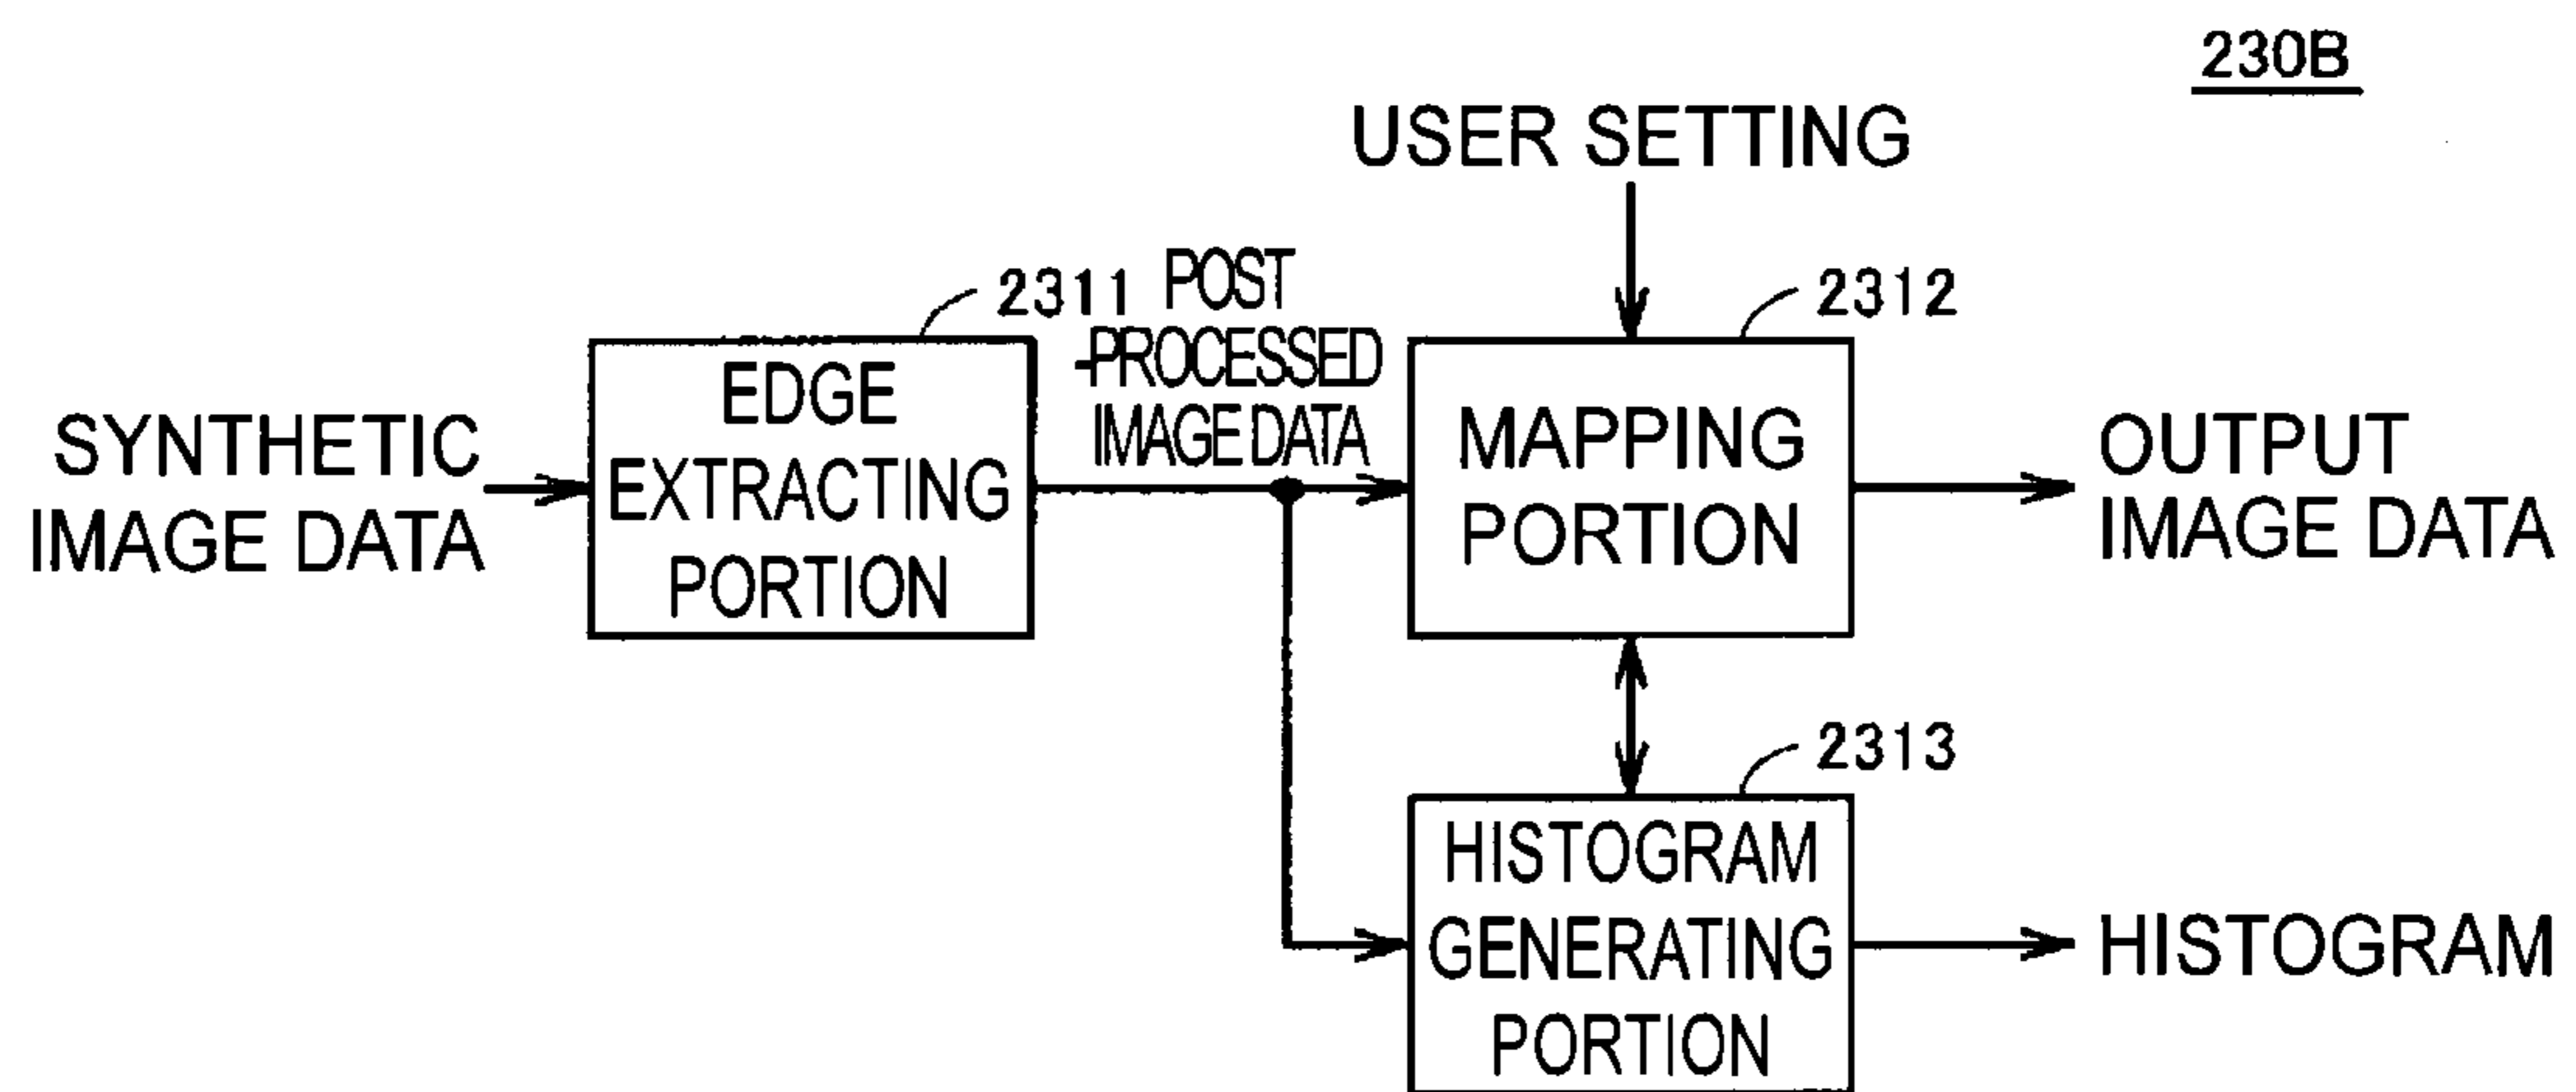 230B
USER SETTING
2311
POST
-PROCESSED
IMAGE DATA
2312
SYNTHETIC
IMAGE DATA
EDGE
EXTRACTING
PORTION
MAPPING
PORTION
OUTPUT
IMAGE DATA
2313
HISTOGRAM
GENERATING
PORTION
HISTOGRAM